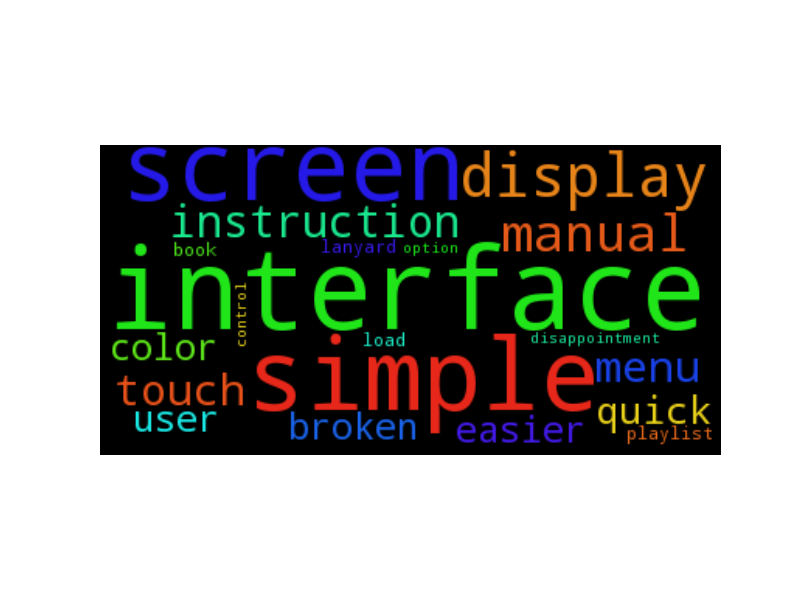 screen display
instruction manual
book lanyard option
interface
control
color load disappointment
simple menu
touch quick
user broken easier playlist